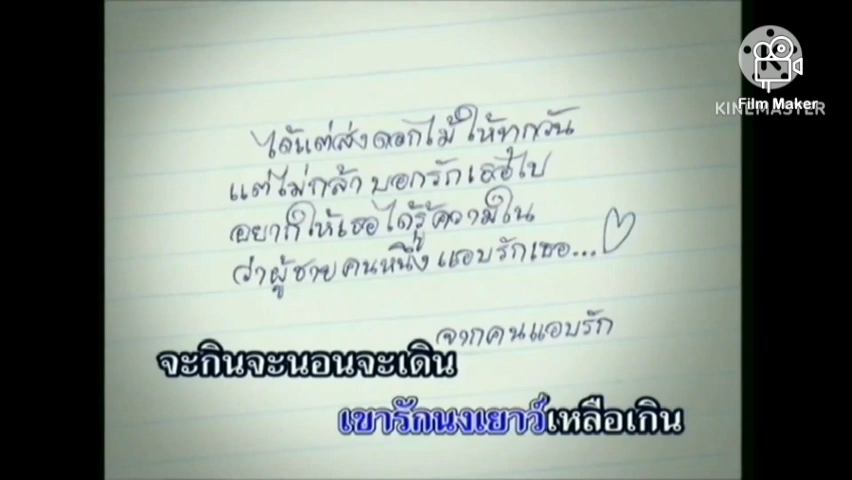 Film Maker
KINEMASTER
ได้แต่ส่งดอกไม้ให้ทุกวัน
แต่ไม่กล้าบอกรักเธอไป
อยากให้เธอได้รู้ความใน
ว่าผู้ชายคนหนึ่งแอบรักเธอ...
จากคนแอบรัก
จะกินจะนอนจะเดิน
เขารักนงเยาว์เหลือเกิน